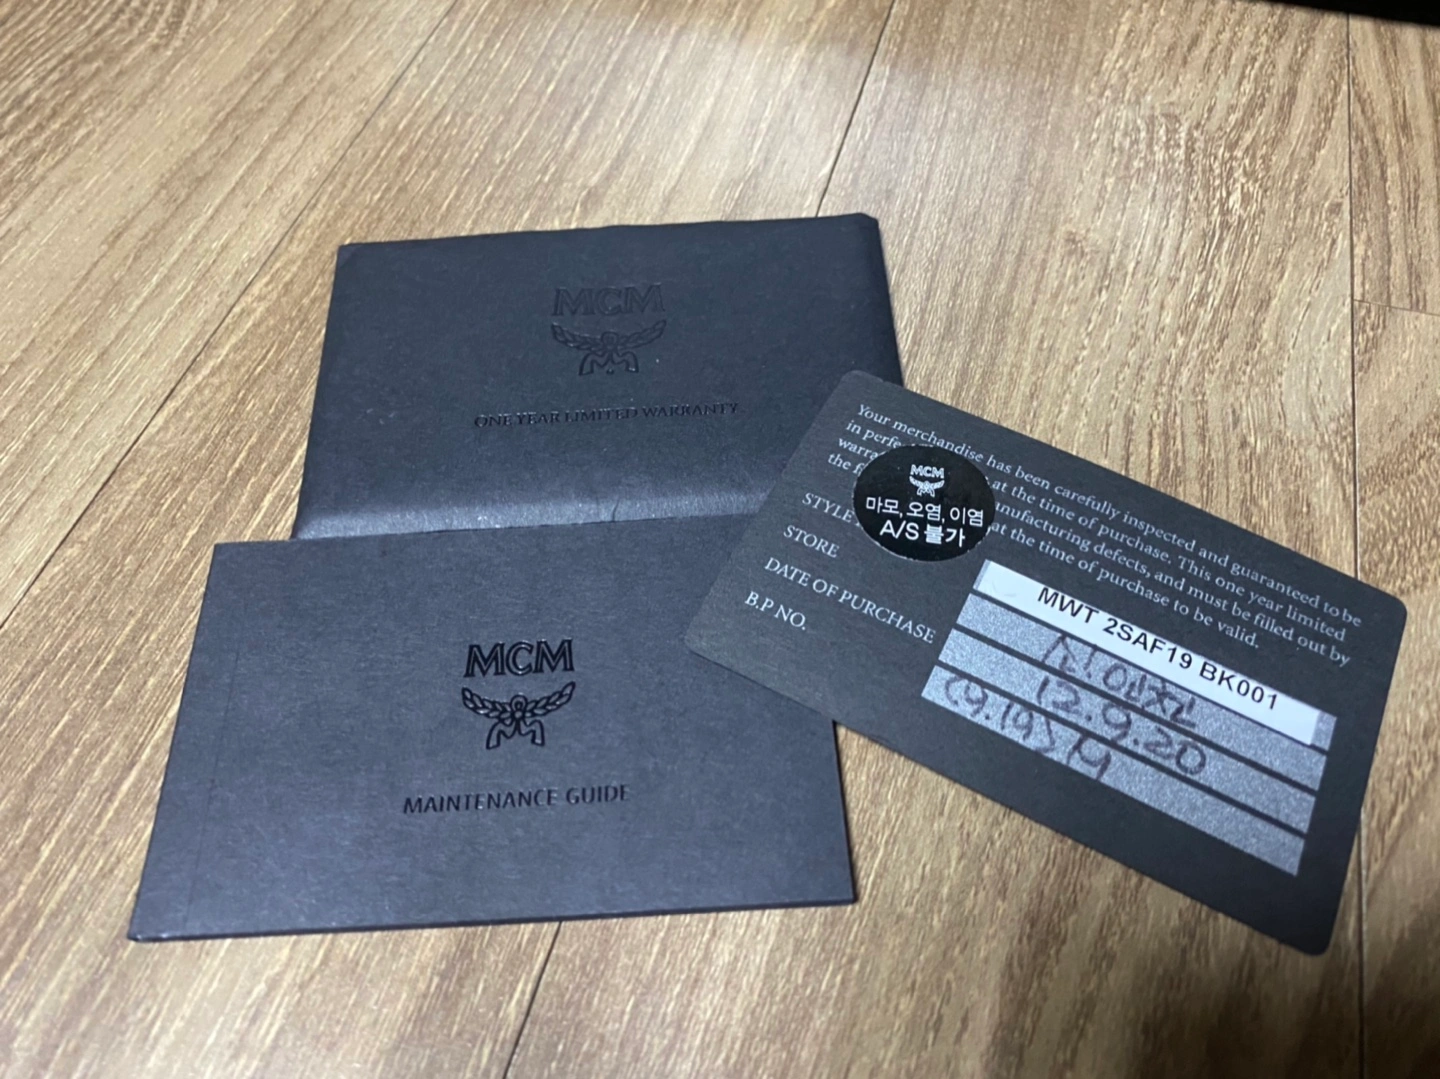 MCM
ONE YEAR LIMITED WARRANTY
MCM
MAINTENANCE GUIDE
Your merchandise has been carefully inspected and guaranteed to be
in perfe at the time of purchase. This one year limited
warra nufacturing defects, and must be filled out by
the f at the time of purchase to be valid.
MCM
마모, 오염, 이염
A/S 불가
STYLE
STORE
DATE OF PURCHASE
B.P NO.
MWT 2SAF19 BK001
12.9.20